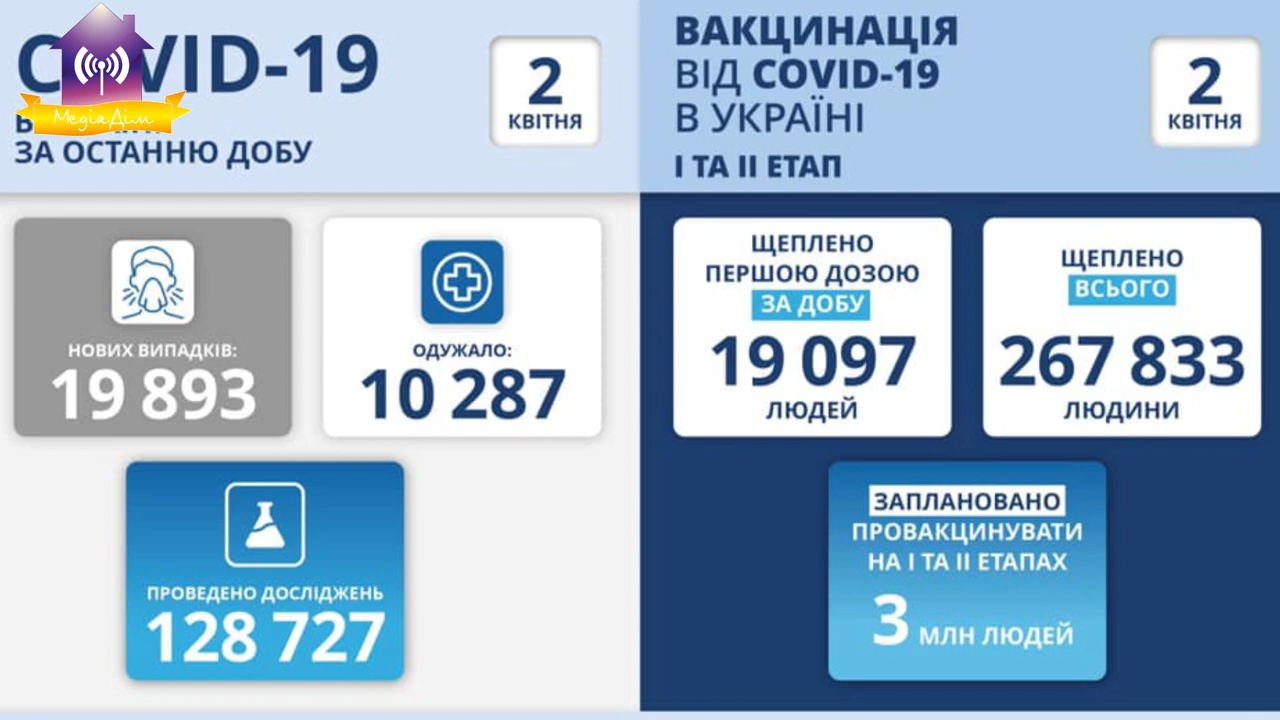 COVID-19
МедіаДім
ЗА ОСТАННЮ ДОБУ
2
КВІТНЯ
НОВИХ ВИПАДКІВ:
19 893
ОДУЖАЛО:
10 287
ПРОВЕДЕНО ДОСЛІДЖЕНЬ
128 727
ВАКЦИНАЦІЯ
ВІД COVID-19
В УКРАЇНІ
І ТА ІІ ЕТАП
2
КВІТНЯ
ЩЕПЛЕНО
ПЕРШОЮ ДОЗОЮ
ЗА ДОБУ
19 097
ЛЮДЕЙ
ЩЕПЛЕНО
ВСЬОГО
267 833
ЛЮДИНИ
ЗАПЛАНОВАНО
ПРОВАКЦИНУВАТИ
НА І ТА ІІ ЕТАПАХ
3 МЛН ЛЮДЕЙ